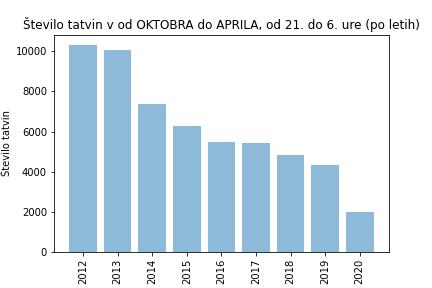 Število tatvin v od OKTOBRA do APRILA, od 21. do 6. ure (po letih)
Število tatvin
10000
8000
6000
4000
2000
0
2012 2013 2014 2015 2016 2017 2018 2019 2020